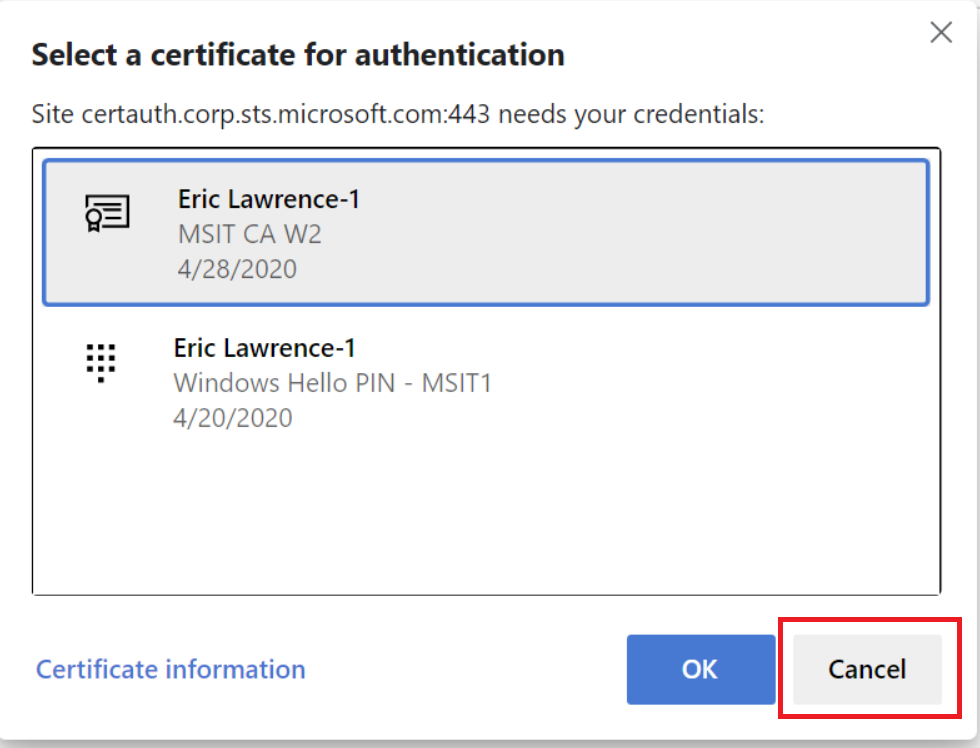 Select a certificate for authentication
Site certauth.corp.sts.microsoft.com:443 needs your credentials:
Eric Lawrence-1
MSIT CA W2
4/28/2020
Eric Lawrence-1
Windows Hello PIN - MSIT1
4/20/2020
Certificate information
OK
Cancel